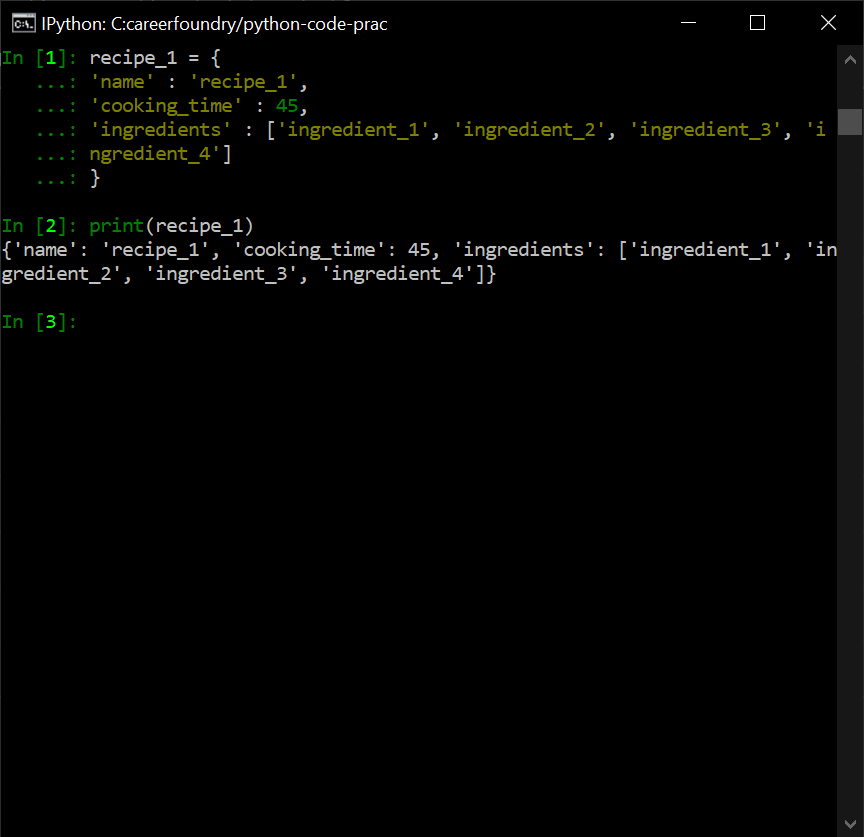 IPython: C:careerfoundry/python-code-prac
In [1]: recipe_1 = {
   ...: 'name' : 'recipe_1',
   ...: 'cooking_time' : 45,
   ...: 'ingredients' : ['ingredient_1', 'ingredient_2', 'ingredient_3', 'i
   ...: ngredient_4']
   ...: }
In [2]: print(recipe_1)
{'name': 'recipe_1', 'cooking_time': 45, 'ingredients': ['ingredient_1', 'in
gredient_2', 'ingredient_3', 'ingredient_4']}
In [3]: